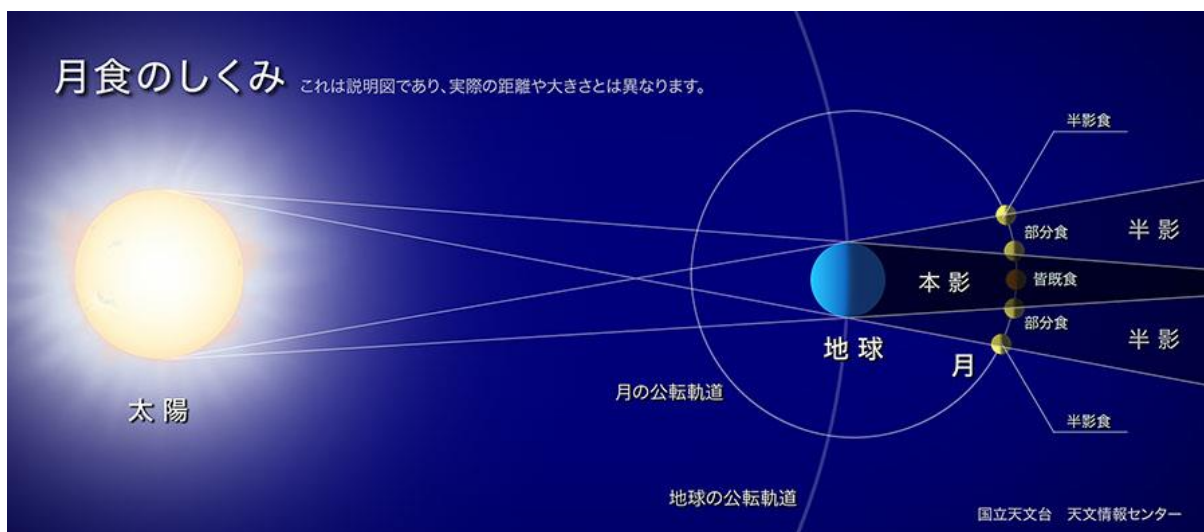 月食のしくみ これは説明図であり、実際の距離や大きさとは異なります。
半影食
部分食
半影
本影
皆既食
部分食
半影
地球
月
月の公転軌道
太陽
半影食
地球の公転軌道
国立天文台 天文情報センター